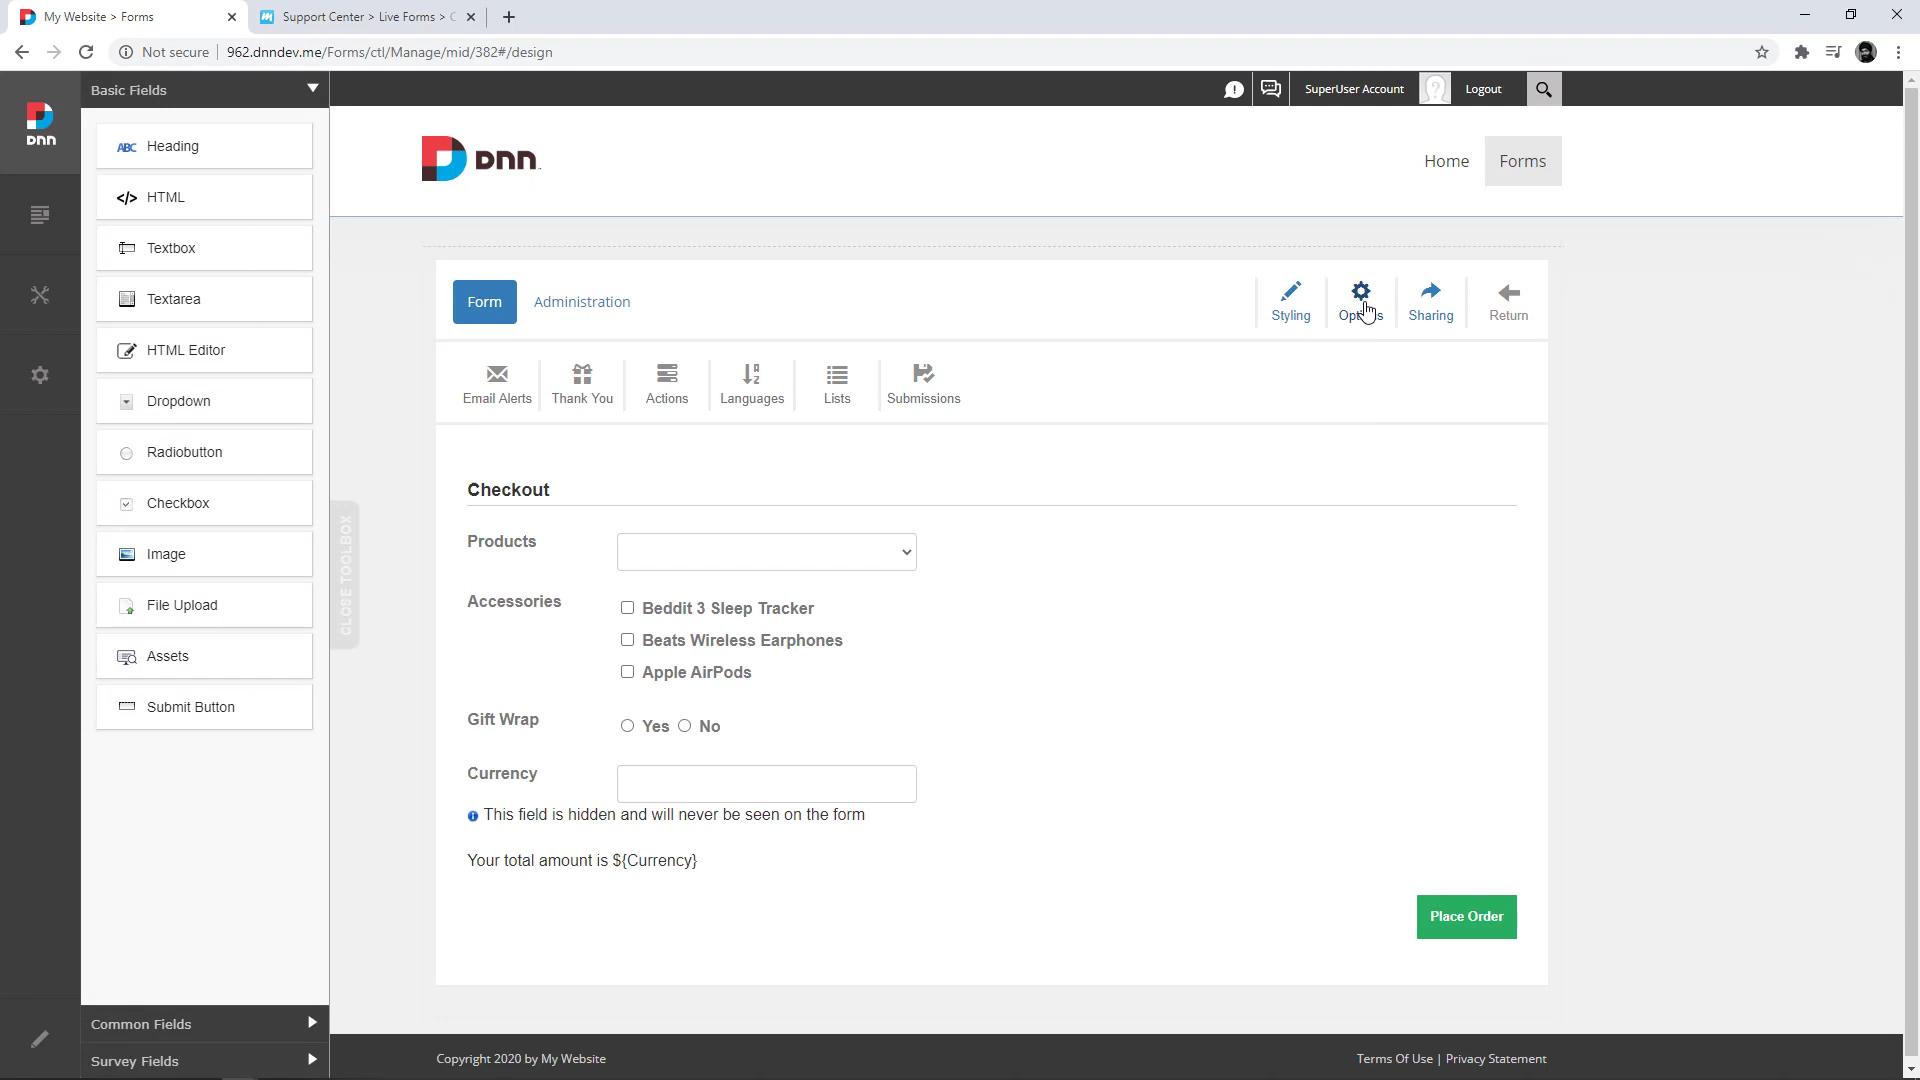 My Website > Forms
Support Center > Live Forms > C
Not secure
962.dnndev.me/Forms/ctl/Manage/mid/382#/design
Basic Fields
SuperUser Account
Logout
DNN
ABC Heading
HTML
Textbox
Textarea
HTML Editor
Dropdown
Radiobutton
Checkbox
Image
File Upload
Assets
Submit Button
CLOSE TOOLBOX
Common Fields
Survey Fields
DNN
Home
Forms
Form
Administration
Styling
Sharing
Return
Email Alerts
Thank You
Actions
Languages
Lists
Submissions
Checkout
Products
Accessories
Beddit 3 Sleep Tracker
Beats Wireless Earphones
Apple AirPods
Gift Wrap
Yes
No
Currency
This field is hidden and will never be seen on the form
Your total amount is ${Currency}
Place Order
Copyright 2020 by My Website
Terms Of Use | Privacy Statement